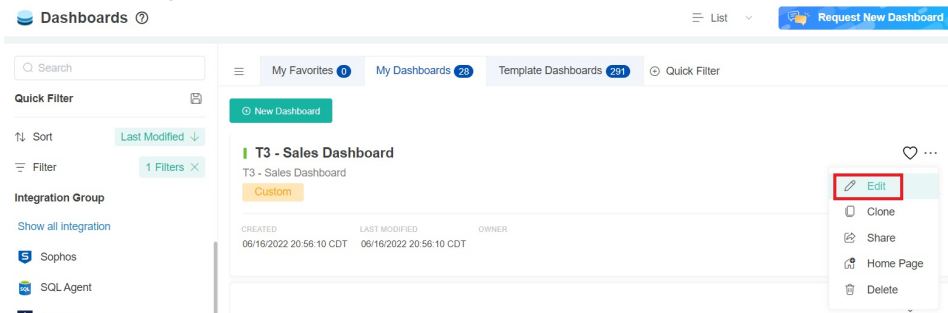 Dashboards
List
Request New Dashboard
Search
My Favorites 0
My Dashboards 28
Template Dashboards 291
Quick Filter
Quick Filter
New Dashboard
Sort
Last Modified ↓
Filter
1 Filters ×
T3 - Sales Dashboard
T3 - Sales Dashboard
Custom
Edit
Integration Group
Clone
Show all integration
CREATED
LAST MODIFIED
OWNER
06/16/2022 20:56:10 CDT
06/16/2022 20:56:10 CDT
Share
Sophos
Home Page
SQL Agent
Delete